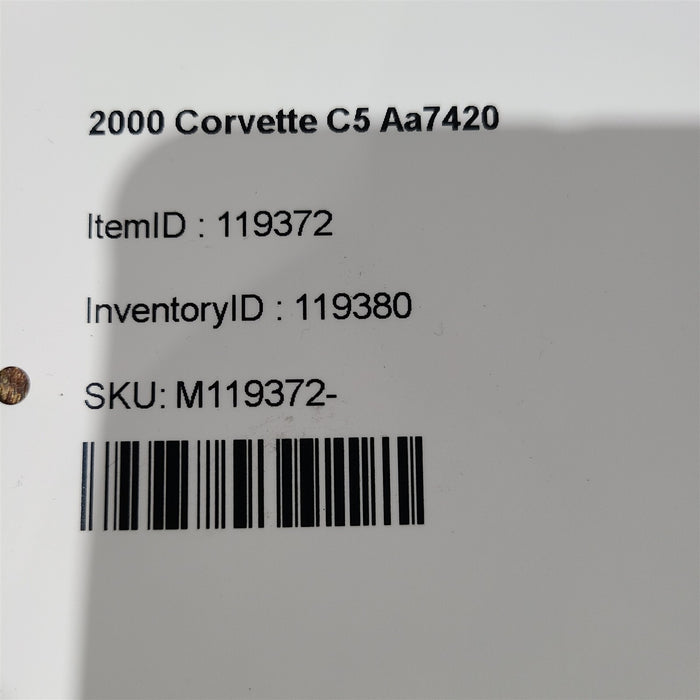 2000 Corvette C5 Aa7420
ItemID : 119372
InventoryID : 119380
SKU: M119372-